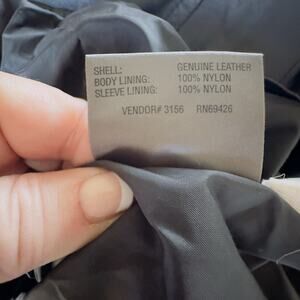 SHELL: GENUINE LEATHER
BODY LINING: 100% NYLON
SLEEVE LINING: 100% NYLON
VENDOR# 3156 RN69426